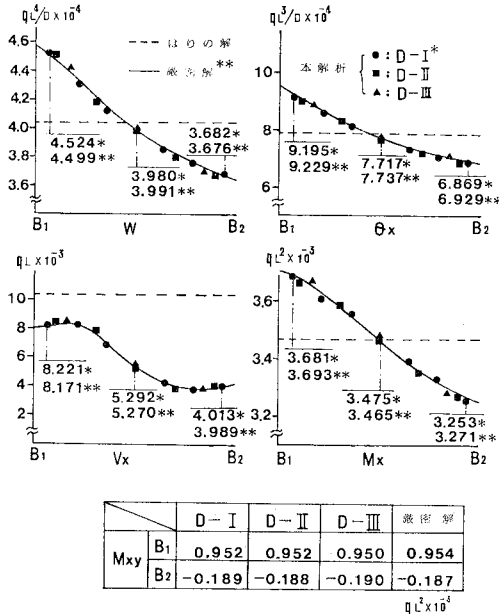 qL⁴/D×10⁻⁴
4.6
4.4
4.2
4.0
3.8
3.6
はりの解
厳密解**
4.524*
4.499**
3.980*
3.991**
3.682*
3.676**
B₁
W
B₂
qL³/D×10⁻⁴
10
8
6
本解析
: D-Ⅰ*
: D-Ⅱ
: D-Ⅲ
9.195*
9.229**
7.717*
7.737**
6.869*
6.929**
B₁
θx
B₂
qL×10⁻³
10
8
6
4
2
8.221*
8.171**
5.292*
5.270**
4.013*
3.989**
B₁
Vx
B₂
qL²×10⁻³
3.6
3.4
3.2
3.681*
3.693**
3.475*
3.465**
3.253*
3.271**
B₁
Mx
B₂
D-Ⅰ D-Ⅱ D-Ⅲ 厳密解
Mxy B₁ 0.952 0.952 0.950 0.954
B₂ -0.189 -0.188 -0.190 -0.187